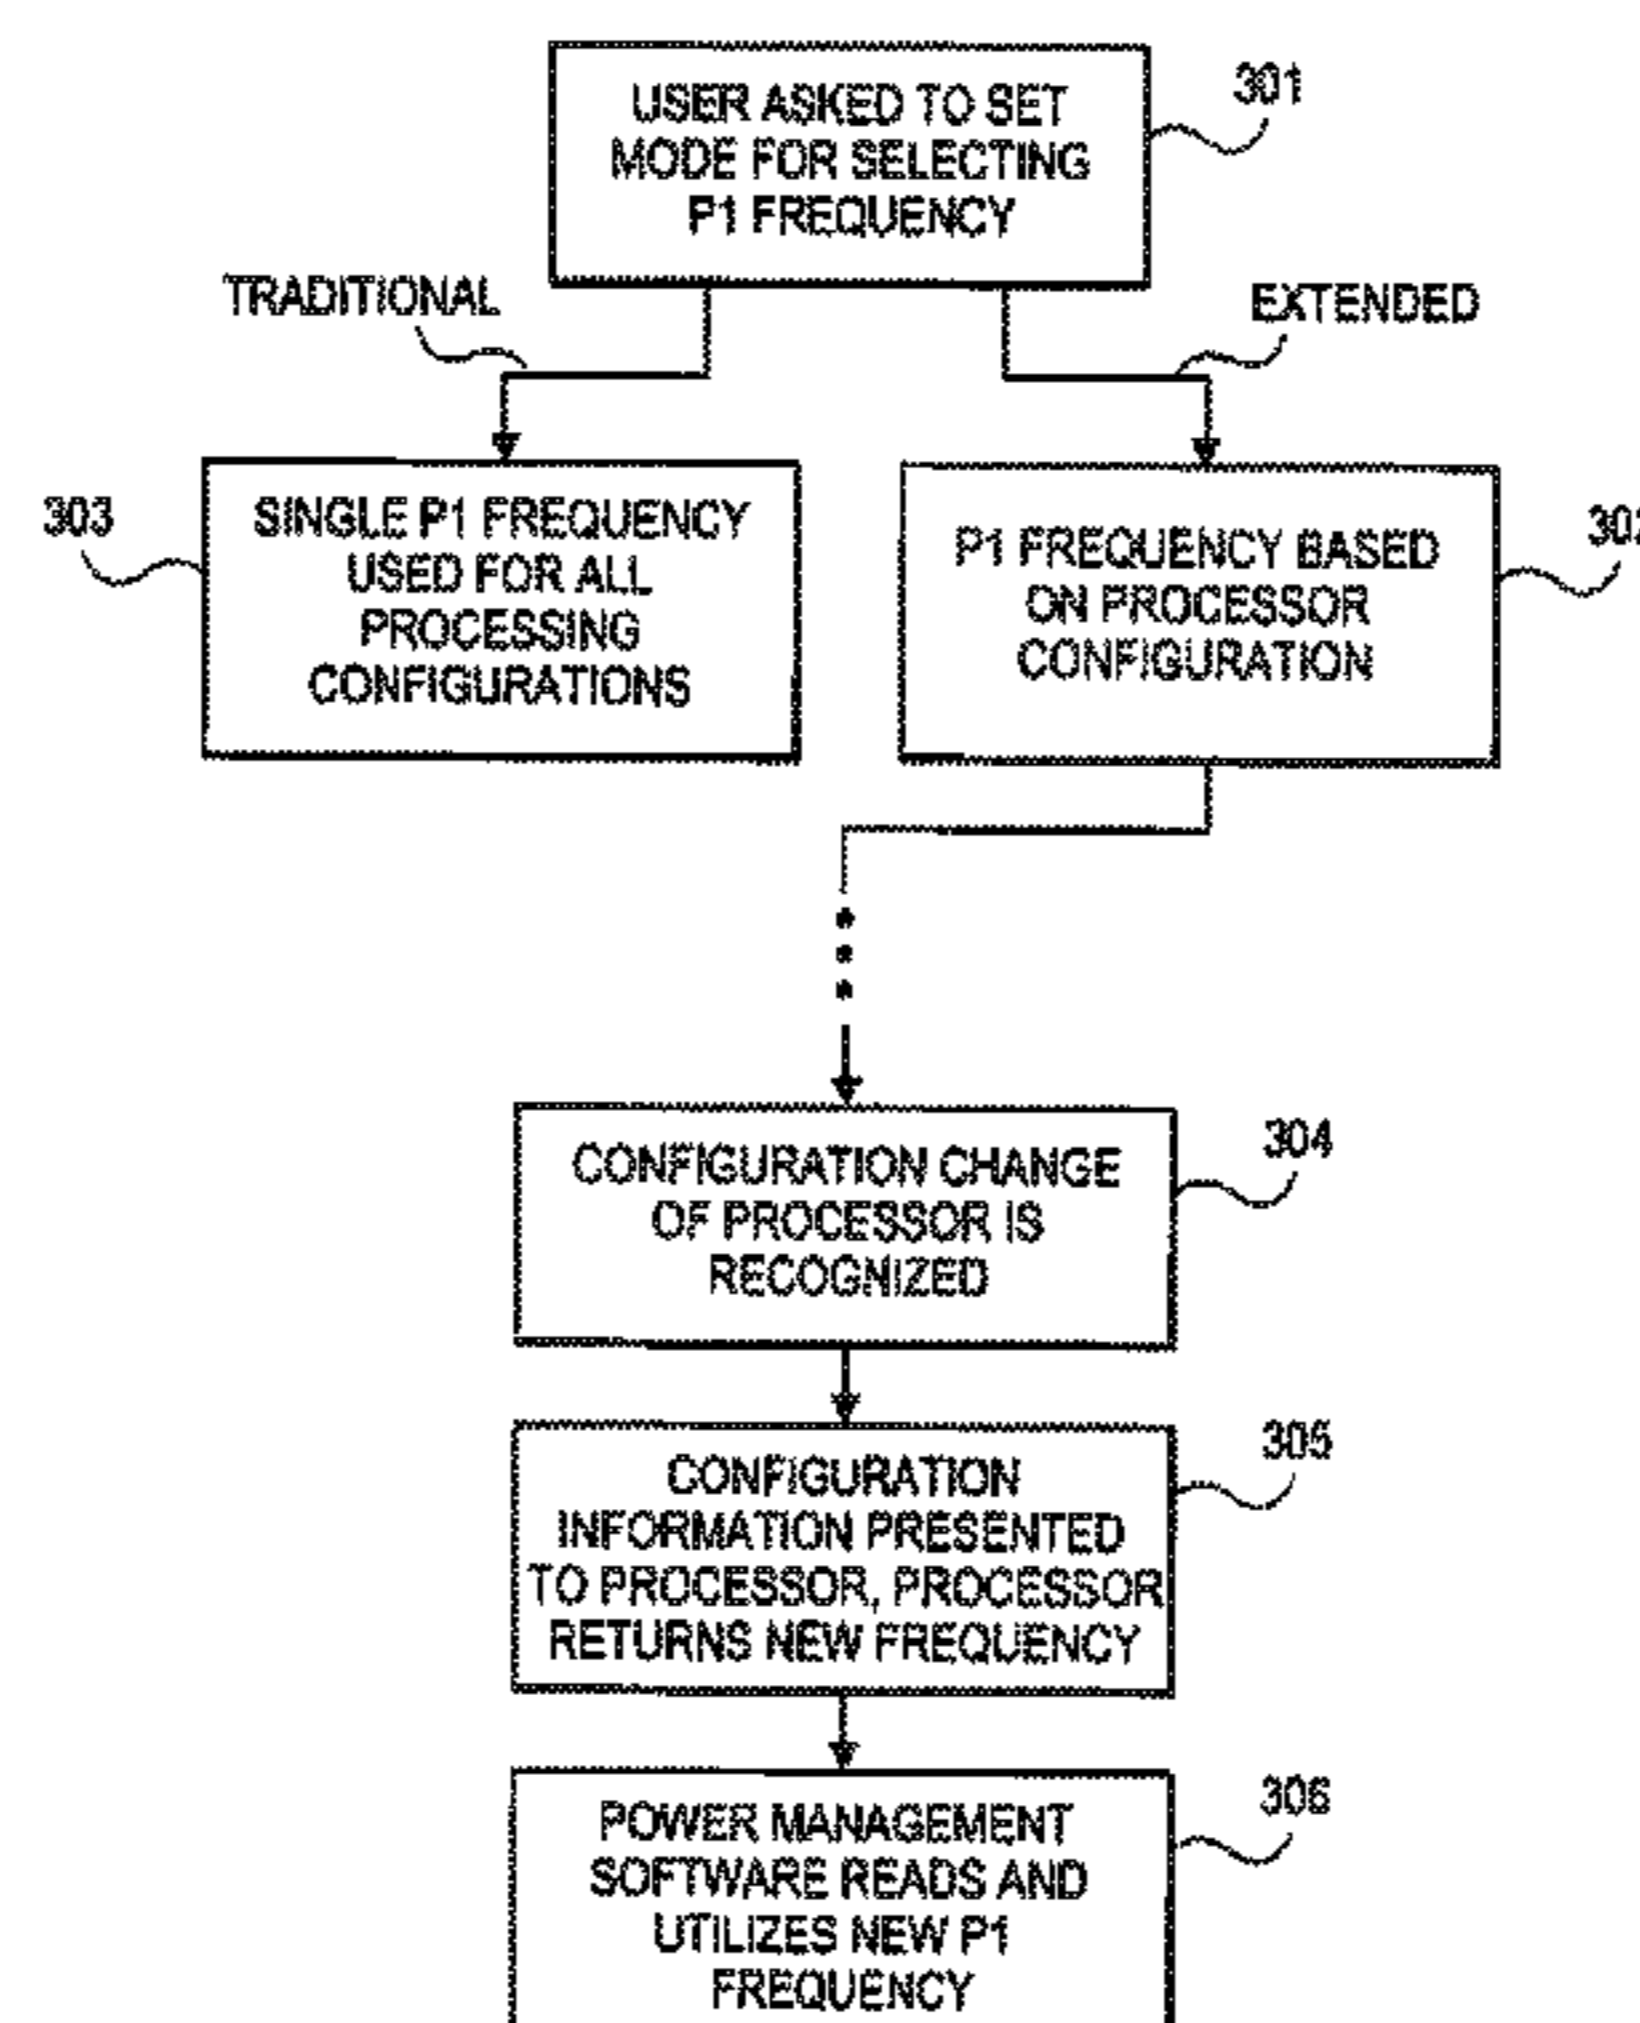 USER ASKED TO SET
MODE FOR SELECTING
P1 FREQUENCY
301
TRADITIONAL
EXTENDED
303
SINGLE P1 FREQUENCY
USED FOR ALL
PROCESSING
CONFIGURATIONS
P1 FREQUENCY BASED
ON PROCESSOR
CONFIGURATION
302
CONFIGURATION CHANGE
OF PROCESSOR IS
RECOGNIZED
304
CONFIGURATION
INFORMATION PRESENTED
TO PROCESSOR, PROCESSOR
RETURNS NEW FREQUENCY
305
POWER MANAGEMENT
SOFTWARE READS AND
UTILIZES NEW P1
FREQUENCY
306